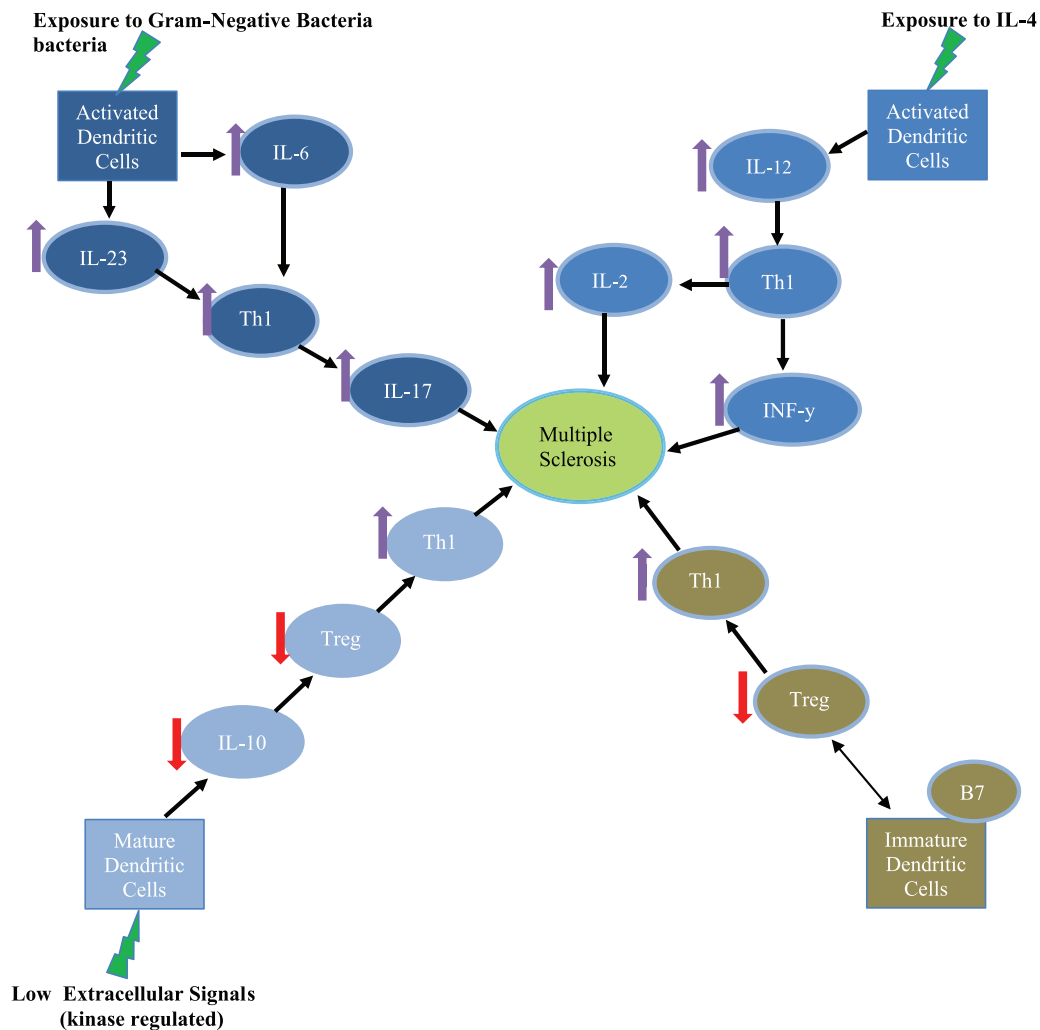 Exposure to Gram-Negative Bacteria
bacteria
Exposure to IL-4
Activated
Dendritic
Cells
IL-6
IL-23
Th1
IL-17
Activated
Dendritic
Cells
IL-12
Th1
IL-2
INF-y
Multiple
Sclerosis
Th1
Treg
IL-10
Mature
Dendritic
Cells
Low Extracellular Signals
(kinase regulated)
Th1
Treg
B7
Immature
Dendritic
Cells